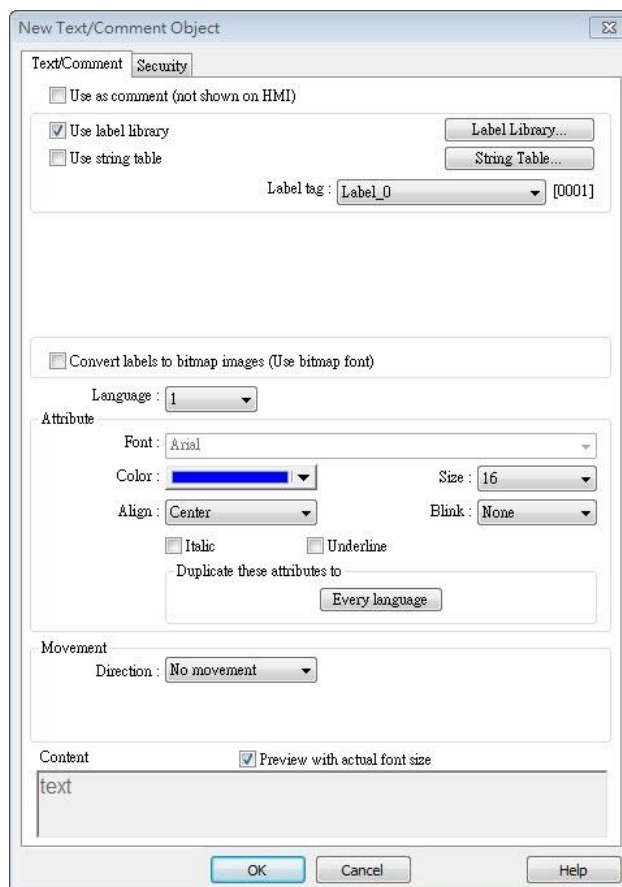 New Text/Comment Object
Text/Comment Security
Use as comment (not shown on HMI)
Use label library Label Library...
Use string table String Table...
Label tag : Label_0 [0001]
Convert labels to bitmap images (Use bitmap font)
Language : 1
Attribute
Font : Arial
Color : Size : 16
Align : Center Blink : None
Italic Underline
Duplicate these attributes to
Every language
Movement
Direction : No movement
Content Preview with actual font size
text
OK Cancel Help